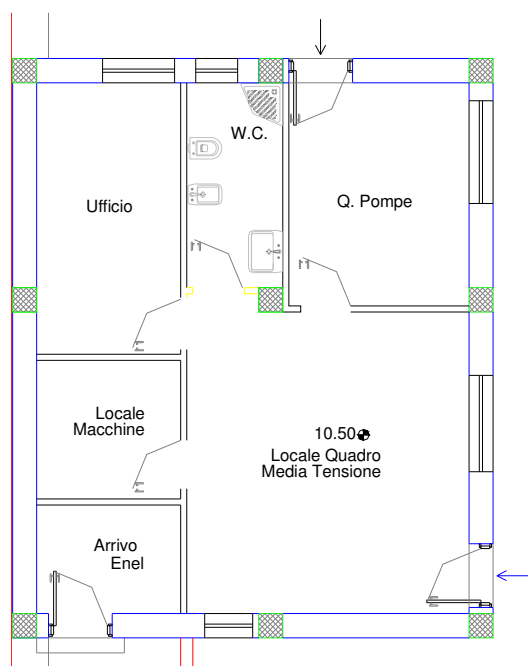 W.C.
Ufficio
Q. Pompe
Locale
Macchine
10.50
Locale Quadro
Media Tensione
Arrivo
Enel